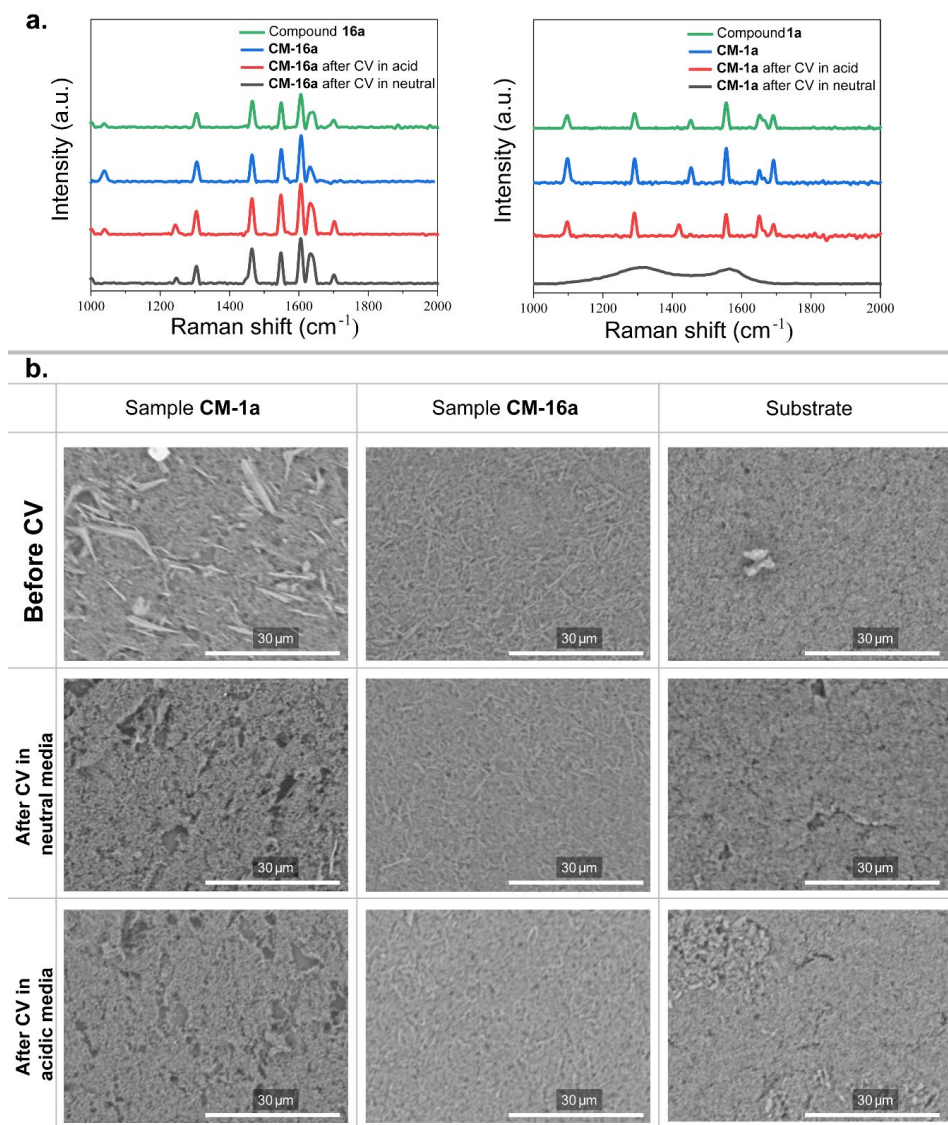 a.
Compound 16a
CM-16a
CM-16a after CV in acid
CM-16a after CV in neutral
Intensity (a.u.)
1000 1200 1400 1600 1800 2000
Raman shift (cm⁻¹)
Compound1a
CM-1a
CM-1a after CV in acid
CM-1a after CV in neutral
Intensity (a.u.)
1000 1200 1400 1600 1800 2000
Raman shift (cm⁻¹)
b.
Sample CM-1a Sample CM-16a Substrate
Before CV
30 µm 30 µm 30 µm
After CV in
neutral media
30 µm 30 µm 30 µm
After CV in
acidic media
30 µm 30 µm 30 µm